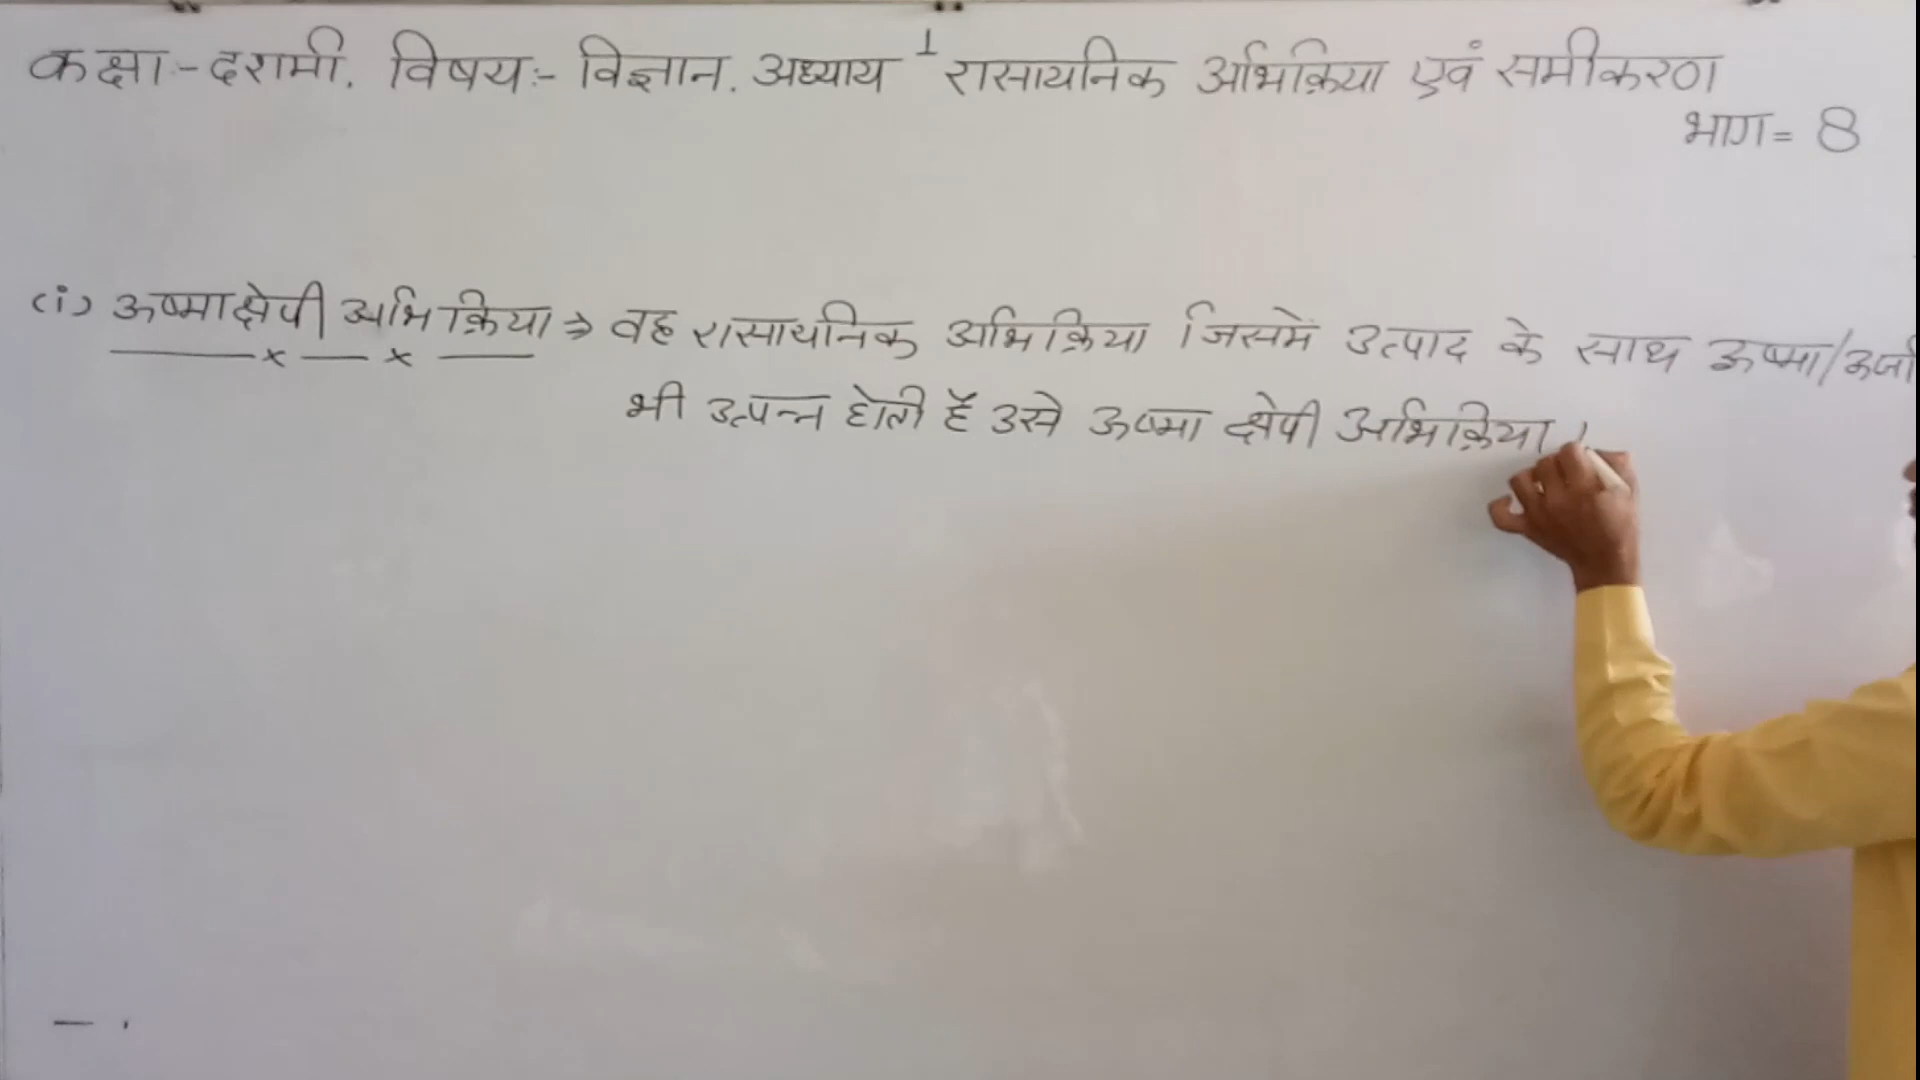 कक्षा:- दशमी. विषय:- विज्ञान. अध्याय 1 रासायनिक अभिक्रिया एवं समीकरण
भाग = 8
(i) ऊष्माक्षेपी अभिक्रिया ⇒ वह रासायनिक अभिक्रिया जिसमें उत्पाद के साथ ऊष्मा/ऊर्जा
भी उत्पन्न होती है उसे ऊष्मा क्षेपी अभिक्रिया